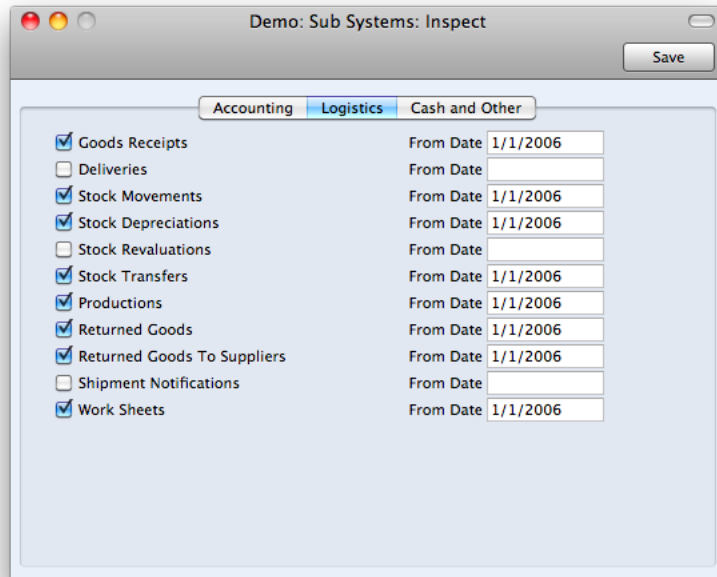 Demo: Sub Systems: Inspect
Save
Accounting Logistics Cash and Other
Goods Receipts From Date 1/1/2006
Deliveries From Date
Stock Movements From Date 1/1/2006
Stock Depreciations From Date 1/1/2006
Stock Revaluations From Date
Stock Transfers From Date 1/1/2006
Productions From Date 1/1/2006
Returned Goods From Date 1/1/2006
Returned Goods To Suppliers From Date 1/1/2006
Shipment Notifications From Date
Work Sheets From Date 1/1/2006